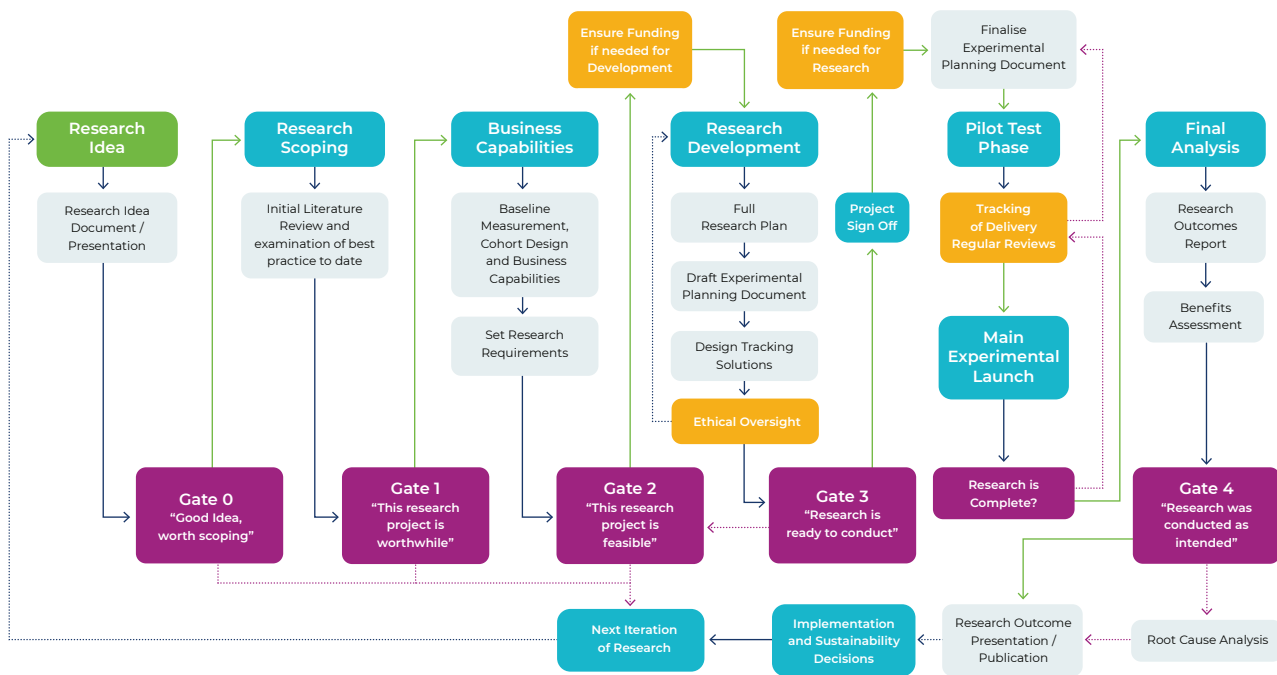 Ensure Funding
if needed for
Development
Ensure Funding
if needed for
Research
Finalise
Experimental
Planning Document
Research
Idea
Research
Scoping
Business
Capabilities
Research
Development
Pilot Test
Phase
Final
Analysis
Research Idea
Document /
Presentation
Initial Literature
Review and
examination of best
practice to date
Baseline
Measurement,
Cohort Design
and Business
Capabilities
Set Research
Requirements
Full
Research Plan
Draft Experimental
Planning Document
Design Tracking
Solutions
Ethical Oversight
Project
Sign Off
Tracking
of Delivery
Regular Reviews
Main
Experimental
Launch
Research is
Complete?
Research
Outcomes
Report
Benefits
Assessment
Gate 0
“Good Idea,
worth scoping”
Gate 1
“This research
project is
worthwhile”
Gate 2
“This research
project is
feasible”
Gate 3
“Research is
ready to conduct”
Gate 4
“Research was
conducted as
intended”
Next Iteration
of Research
Implementation
and Sustainability
Decisions
Research Outcome
Presentation /
Publication
Root Cause Analysis